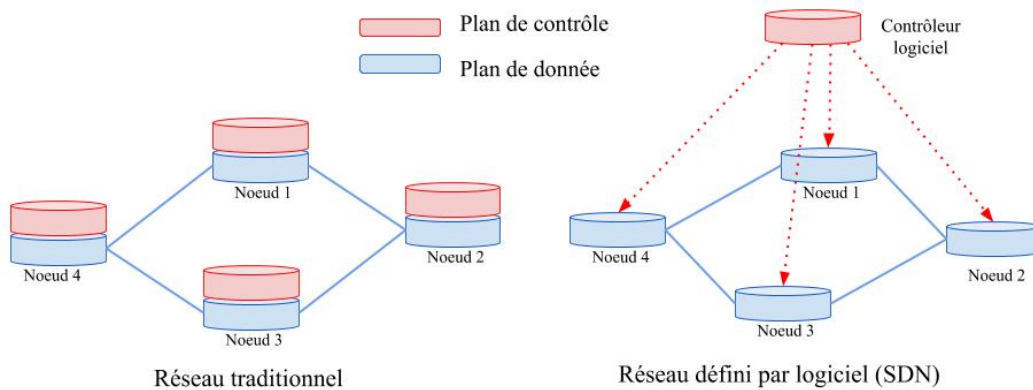 Plan de contrôle
Plan de donnée
Contrôleur
logiciel
Noeud 1
Noeud 2
Noeud 4
Noeud 3
Noeud 1
Noeud 4
Noeud 2
Noeud 3
Réseau traditionnel
Réseau défini par logiciel (SDN)